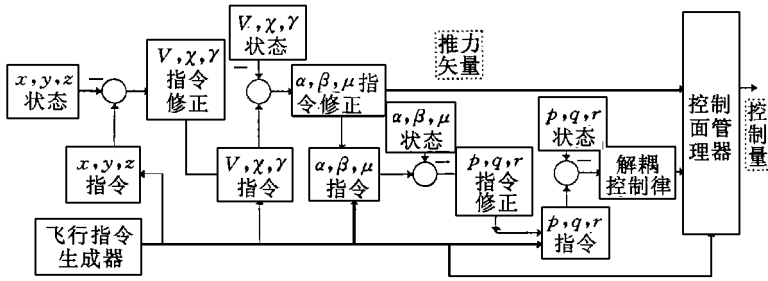 x,y,z
状态
V,χ,γ
指令
修正
V,χ,γ
状态
α,β,μ指
令修正
推力
矢量
α,β,μ
状态
p,q,r
状态
控制
面管
理器
控制量
x,y,z
指令
V,χ,γ
指令
α,β,μ
指令
p,q,r
指令
修正
解耦
控制律
飞行指令
生成器
p,q,r
指令